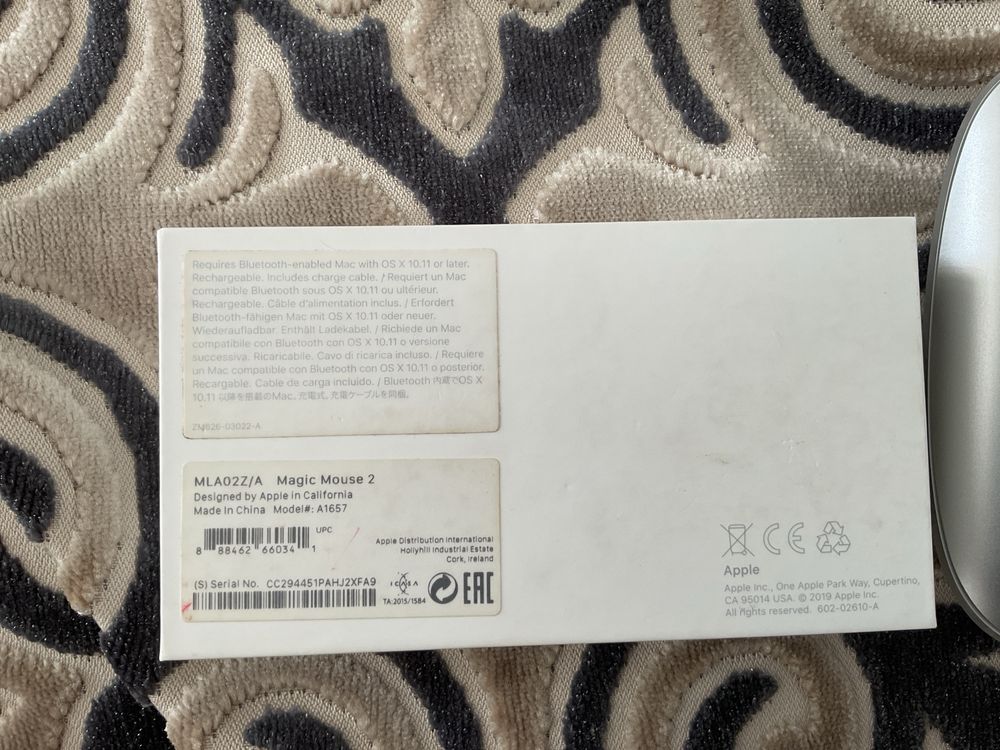 Requires Bluetooth-enabled Mac with OS X 10.11 or later.
Rechargeable. Includes charge cable. / Requiert un Mac
compatible Bluetooth sous OS X 10.11 ou ultérieur.
Rechargeable. Câble d'alimentation inclus. / Erfordert
Bluetooth-fähigen Mac mit OS X 10.11 oder neuer.
Wiederaufladbar. Enthält Ladekabel. / Richiede un Mac
compatibile con Bluetooth con OS X 10.11 o versione
successiva. Ricaricabile. Cavo di ricarica incluso. / Requiere
un Mac compatible con Bluetooth con OS X 10.11 o posterior.
Recargable. Cable de carga incluido. / Bluetooth 内蔵でOS X
10.11 以降を搭載のMac。充電式。充電ケーブルを同梱。
ZM626-03022-A
MLA02Z/A Magic Mouse 2
Designed by Apple in California
Made in China Model#: A1657
UPC
8 88462 66034 1
Apple Distribution International
Hollyhill Industrial Estate
Cork, Ireland
(S) Serial No. CC294451PAHJ2XFA9
ICASA
TA:2015/1584
EAC
CE
Apple
Apple Inc., One Apple Park Way, Cupertino,
CA 95014 USA. © 2019 Apple Inc.
All rights reserved. 602-02610-A